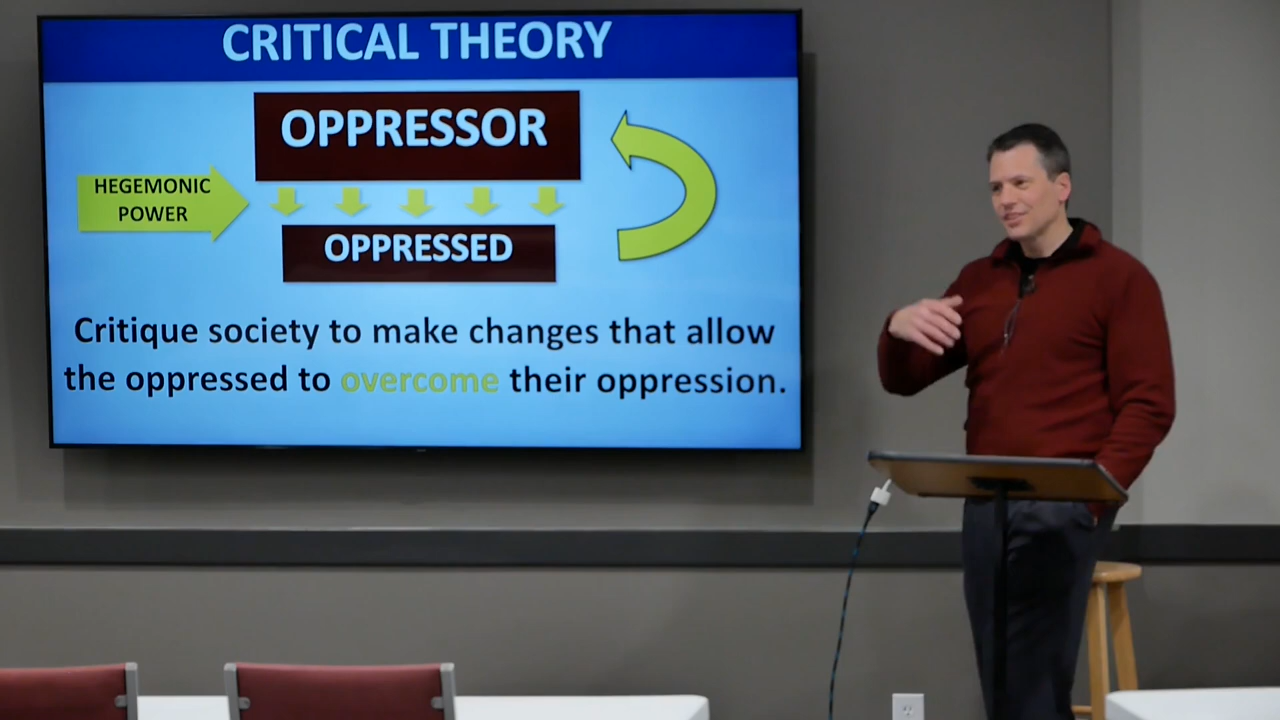 CRITICAL THEORY
OPPRESSOR
HEGEMONIC
POWER
OPPRESSED
Critique society to make changes that allow
the oppressed to overcome their oppression.